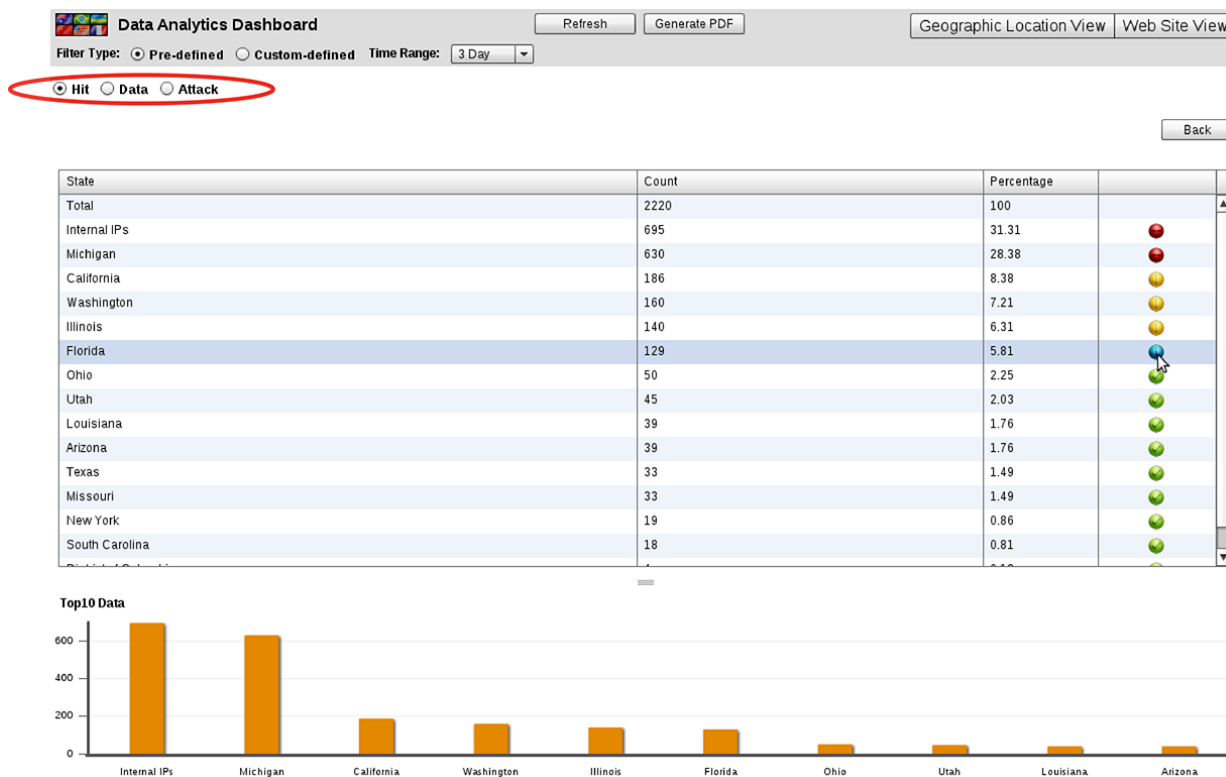 Data Analytics Dashboard Refresh Generate PDF Geographic Location View Web Site View
Filter Type: Pre-defined Custom-defined Time Range: 3 Day
Hit Data Attack
Back
State Count Percentage
Total 2220 100
Internal IPs 695 31.31
Michigan 630 28.38
California 186 8.38
Washington 160 7.21
Illinois 140 6.31
Florida 129 5.81
Ohio 50 2.25
Utah 45 2.03
Louisiana 39 1.76
Arizona 39 1.76
Texas 33 1.49
Missouri 33 1.49
New York 19 0.86
South Carolina 18 0.81
Top10 Data
600
400
200
0
Internal IPs Michigan California Washington Illinois Florida Ohio Utah Louisiana Arizona